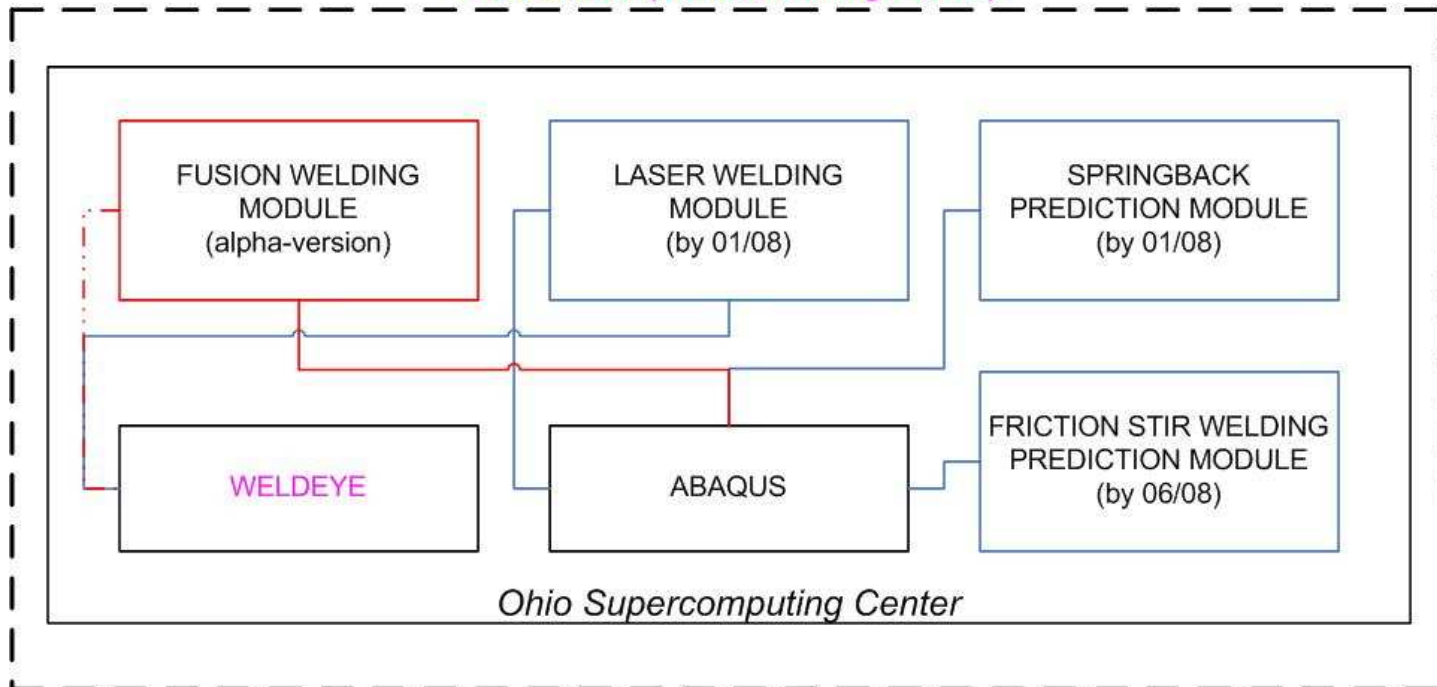 FUSION WELDING
MODULE
(alpha-version)
LASER WELDING
MODULE
(by 01/08)
SPRINGBACK
PREDICTION MODULE
(by 01/08)
WELDEYE
ABAQUS
FRICTION STIR WELDING
PREDICTION MODULE
(by 06/08)
Ohio Supercomputing Center